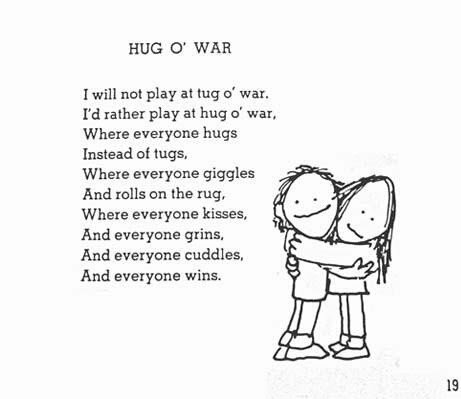 HUG O' WAR
I will not play at tug o' war.
I'd rather play at hug o' war,
Where everyone hugs
Instead of tugs,
Where everyone giggles
And rolls on the rug,
Where everyone kisses,
And everyone grins,
And everyone cuddles,
And everyone wins.
19